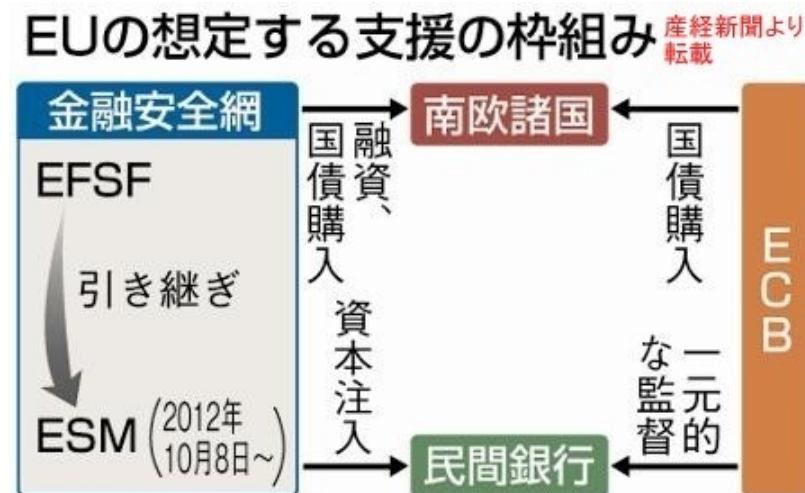 EUの想定する支援の枠組み
産経新聞より
転載
金融安全網
EFSF
引き継ぎ
ESM(2012年
10月8日~)
融資、
国債購入
資本注入
南欧諸国
民間銀行
国債購入
一元的
な監督
ECB